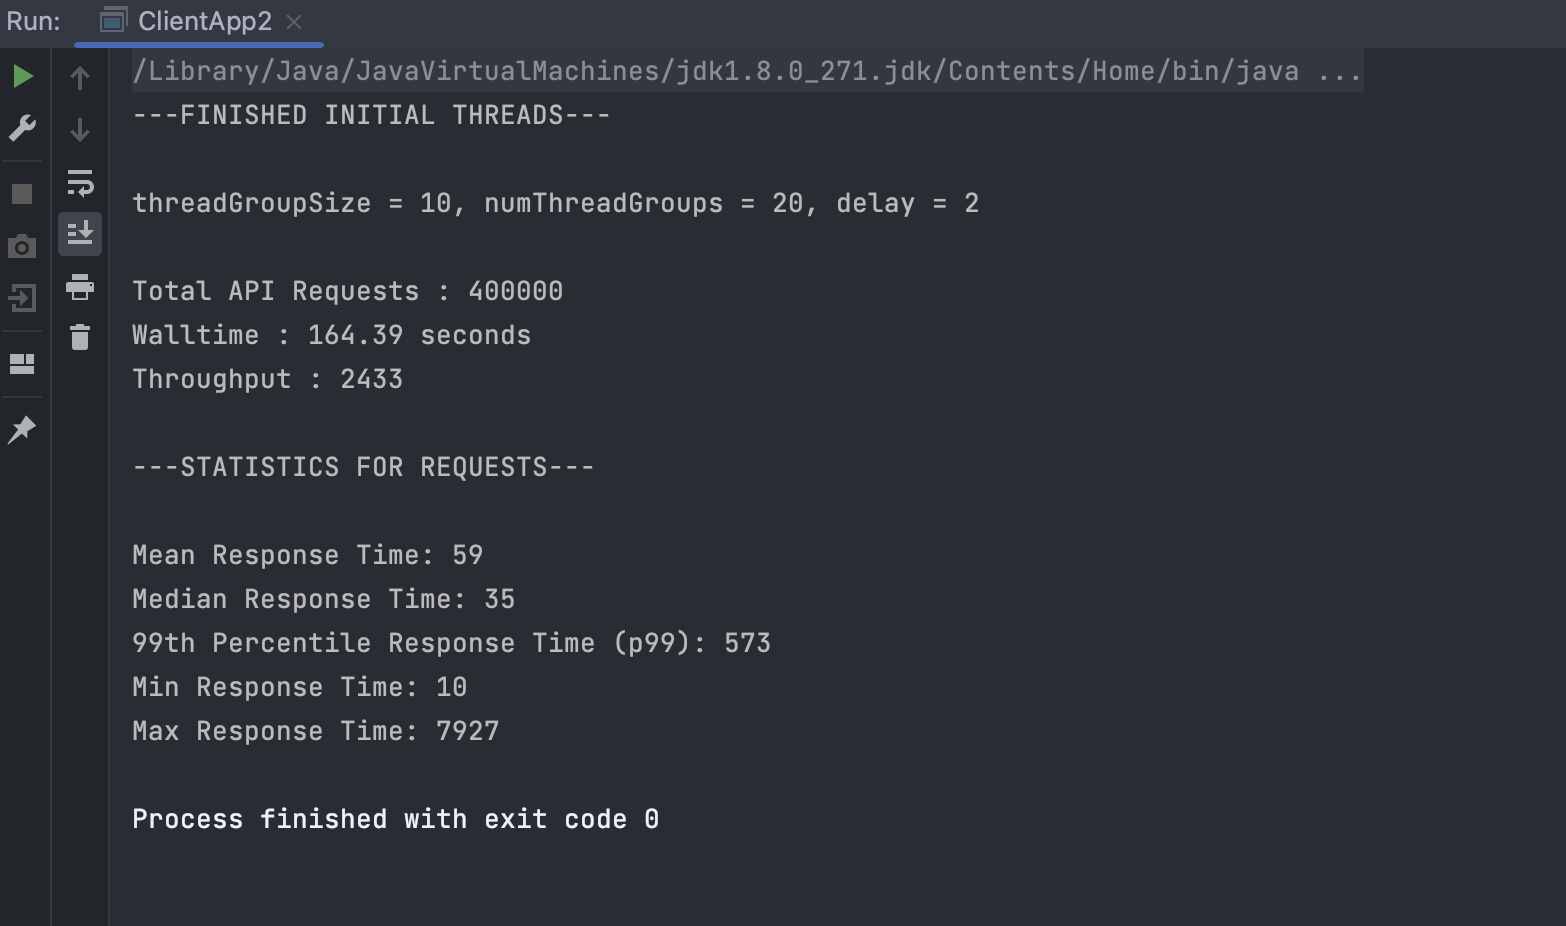 Run: ClientApp2
/Library/Java/JavaVirtualMachines/jdk1.8.0_271.jdk/Contents/Home/bin/java ...
---FINISHED INITIAL THREADS---
threadGroupSize = 10, numThreadGroups = 20, delay = 2
Total API Requests : 400000
Walltime : 164.39 seconds
Throughput : 2433
---STATISTICS FOR REQUESTS---
Mean Response Time: 59
Median Response Time: 35
99th Percentile Response Time (p99): 573
Min Response Time: 10
Max Response Time: 7927
Process finished with exit code 0